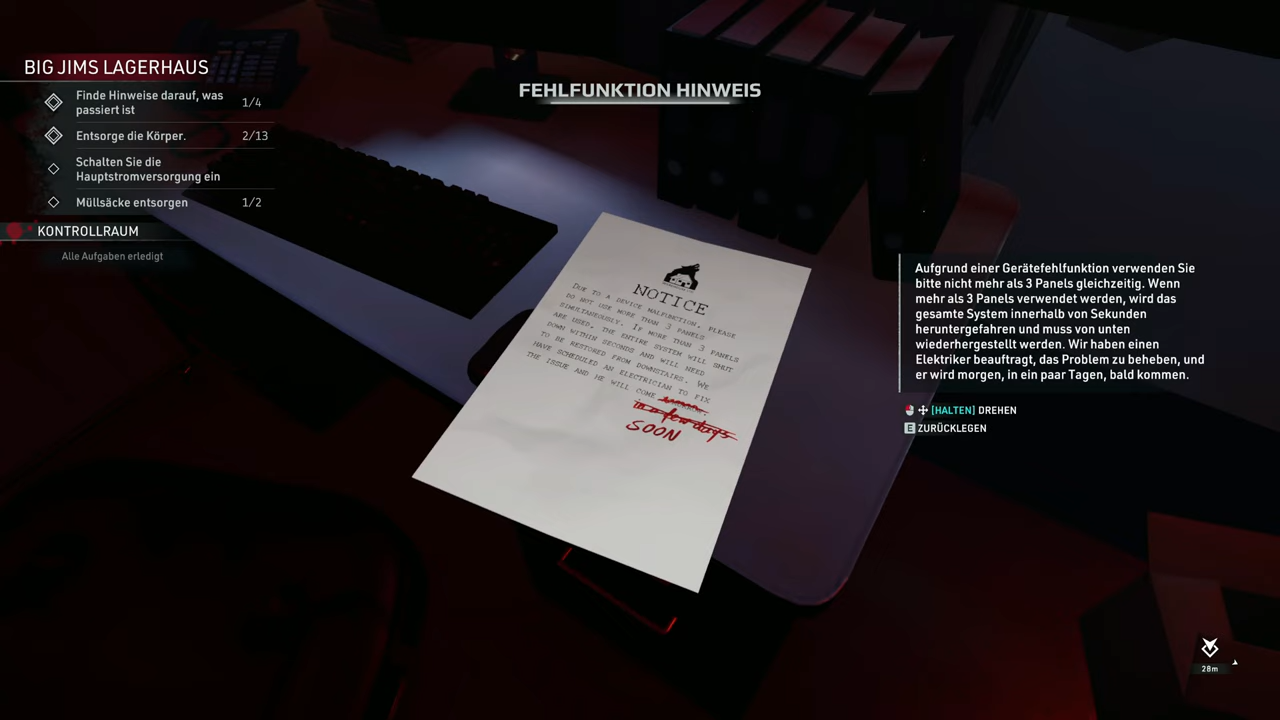 BIG JIMS LAGERHAUS
Finde Hinweise darauf, was
passiert ist
1/4
Entsorge die Körper.
2/13
Schalten Sie die
Hauptstromversorgung ein
Müllsäcke entsorgen
1/2
KONTROLLRAUM
Alle Aufgaben erledigt
FEHLFUNKTION HINWEIS
NOTICE
DUE TO A DEVICE MALFUNCTION, PLEASE
DO NOT USE MORE THAN 3 PANELS
SIMULTANEOUSLY. IF MORE THAN 3 PANELS
ARE USED, THE ENTIRE SYSTEM WILL SHUT
DOWN WITHIN SECONDS AND WILL NEED
TO BE RESTORED FROM DOWNSTAIRS. WE
HAVE SCHEDULED AN ELECTRICIAN TO FIX
THE ISSUE AND HE WILL COME
in a few days
SOON
Aufgrund einer Gerätefehlfunktion verwenden Sie
bitte nicht mehr als 3 Panels gleichzeitig. Wenn
mehr als 3 Panels verwendet werden, wird das
gesamte System innerhalb von Sekunden
heruntergefahren und muss von unten
wiederhergestellt werden. Wir haben einen
Elektriker beauftragt, das Problem zu beheben, und
er wird morgen, in ein paar Tagen, bald kommen.
[HALTEN] DREHEN
E ZURÜCKLEGEN
28m